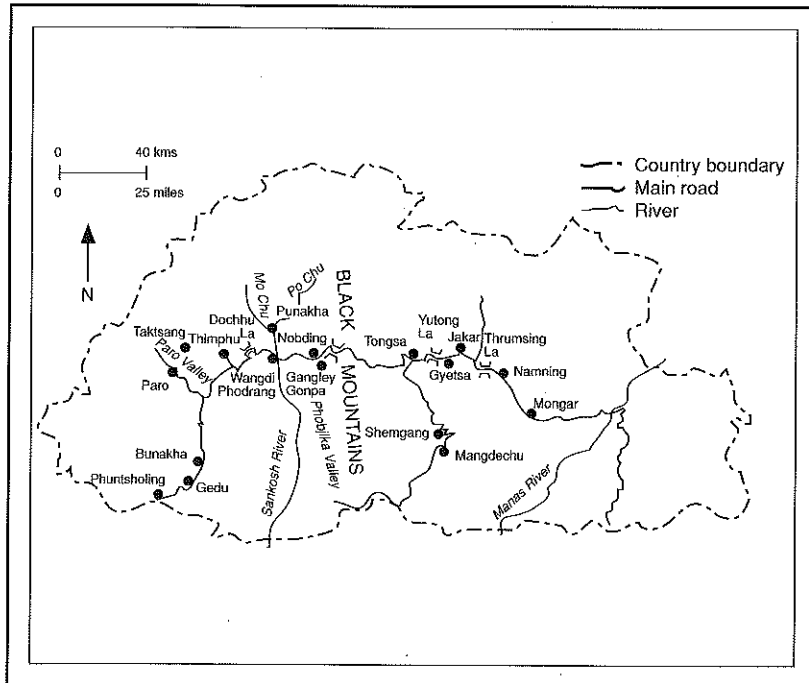 0 40 kms
0 25 miles
N
Country boundary
Main road
River
Mo Chu
Po Chu
BLACK
MOUNTAINS
Punakha
Dochhu
La
Nobding
Taktsang
Thimphu
Paro Valley
Paro
Wangdi
Phodrang
Gangley
Gonpa
Phobjika Valley
Tongsa
Yutong
La
Jakar
Thrumsing
La
Gyetsa
Namning
Mongar
Shemgang
Mangdechu
Bunakha
Phuntsholing
Gedu
Sankosh River
Manas River